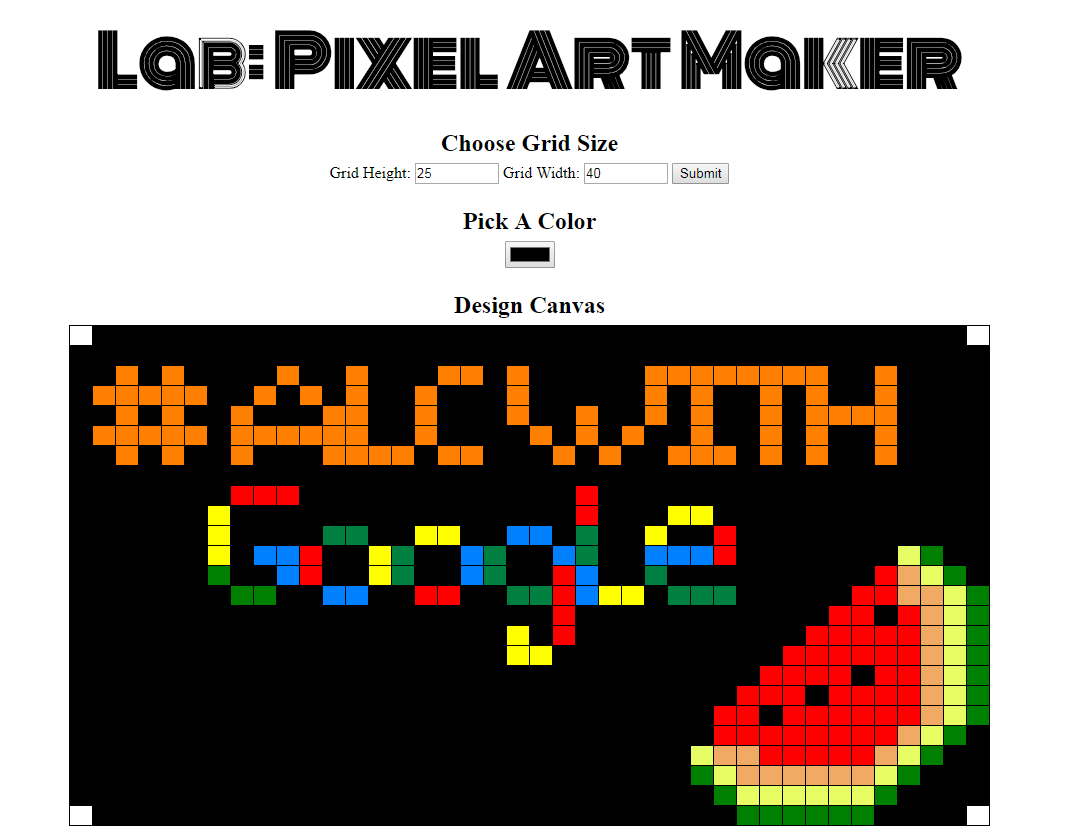 Lab: Pixel Art Maker
Choose Grid Size
Grid Height: 25 Grid Width: 40 Submit
Pick A Color
Design Canvas
#ALCWITH
Google